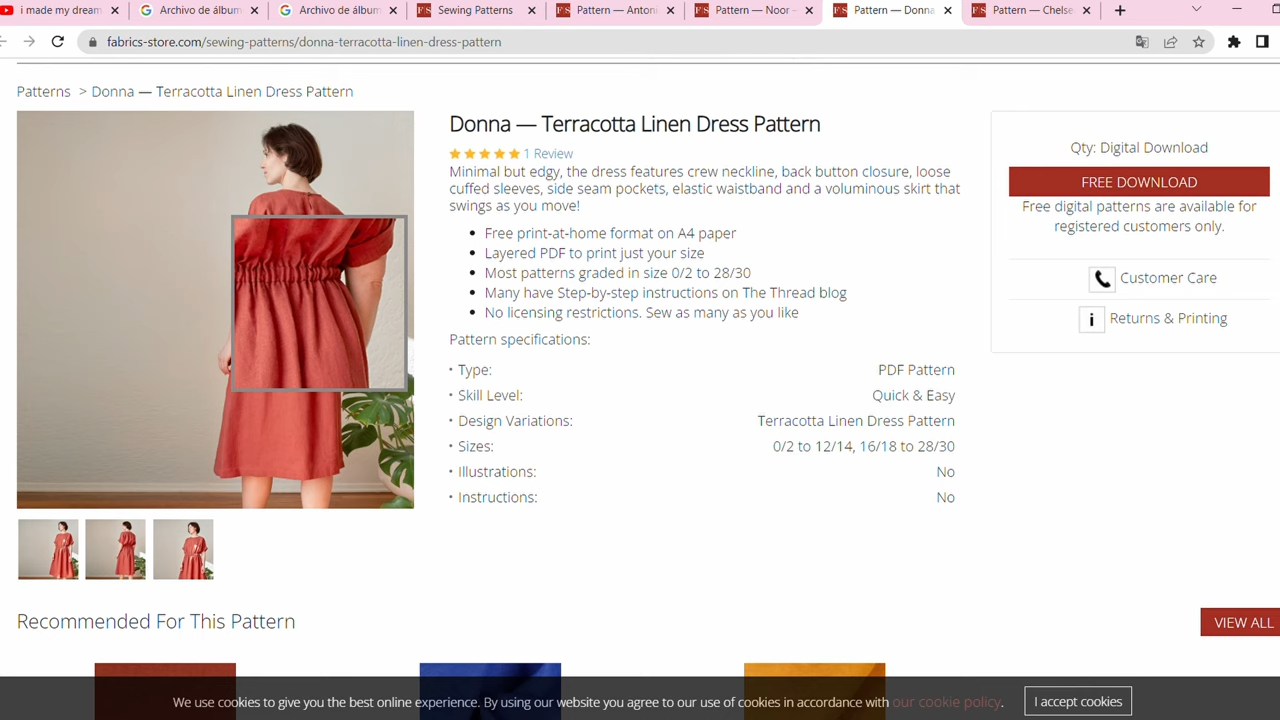 i made my dream
Archivo de álbum
Archivo de álbum
FS
Sewing Patterns
FS
Pattern — Antoni
FS
Pattern — Noor –
FS
Pattern — Donna
FS
Pattern — Chelse
fabrics-store.com/sewing-patterns/donna-terracotta-linen-dress-pattern
Patterns > Donna — Terracotta Linen Dress Pattern
Donna — Terracotta Linen Dress Pattern
1 Review
Minimal but edgy, the dress features crew neckline, back button closure, loose
cuffed sleeves, side seam pockets, elastic waistband and a voluminous skirt that
swings as you move!
• Free print-at-home format on A4 paper
• Layered PDF to print just your size
• Most patterns graded in size 0/2 to 28/30
• Many have Step-by-step instructions on The Thread blog
• No licensing restrictions. Sew as many as you like
Pattern specifications:
• Type: PDF Pattern
• Skill Level: Quick & Easy
• Design Variations: Terracotta Linen Dress Pattern
• Sizes: 0/2 to 12/14, 16/18 to 28/30
• Illustrations: No
• Instructions: No
Qty: Digital Download
FREE DOWNLOAD
Free digital patterns are available for
registered customers only.
Customer Care
i Returns & Printing
Recommended For This Pattern
VIEW ALL
We use cookies to give you the best online experience. By using our website you agree to our use of cookies in accordance with our cookie policy.
I accept cookies